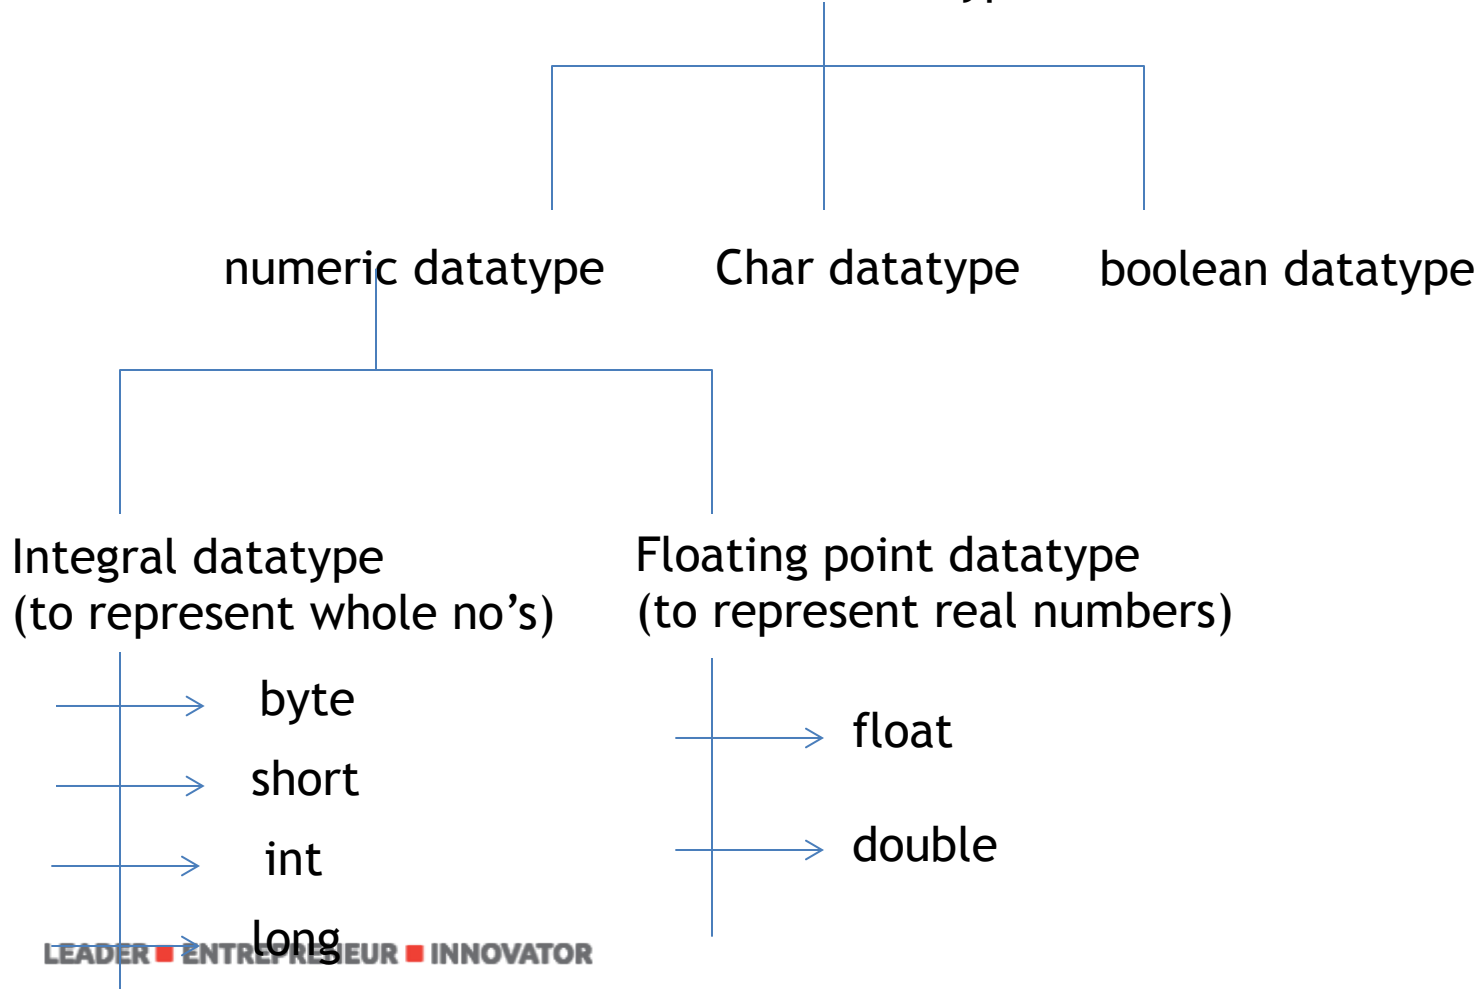 numeric datatype
Char datatype
boolean datatype
Integral datatype
(to represent whole no’s)
Floating point datatype
(to represent real numbers)
byte
short
int
long
float
double
LEADER ENTREPRENEUR INNOVATOR